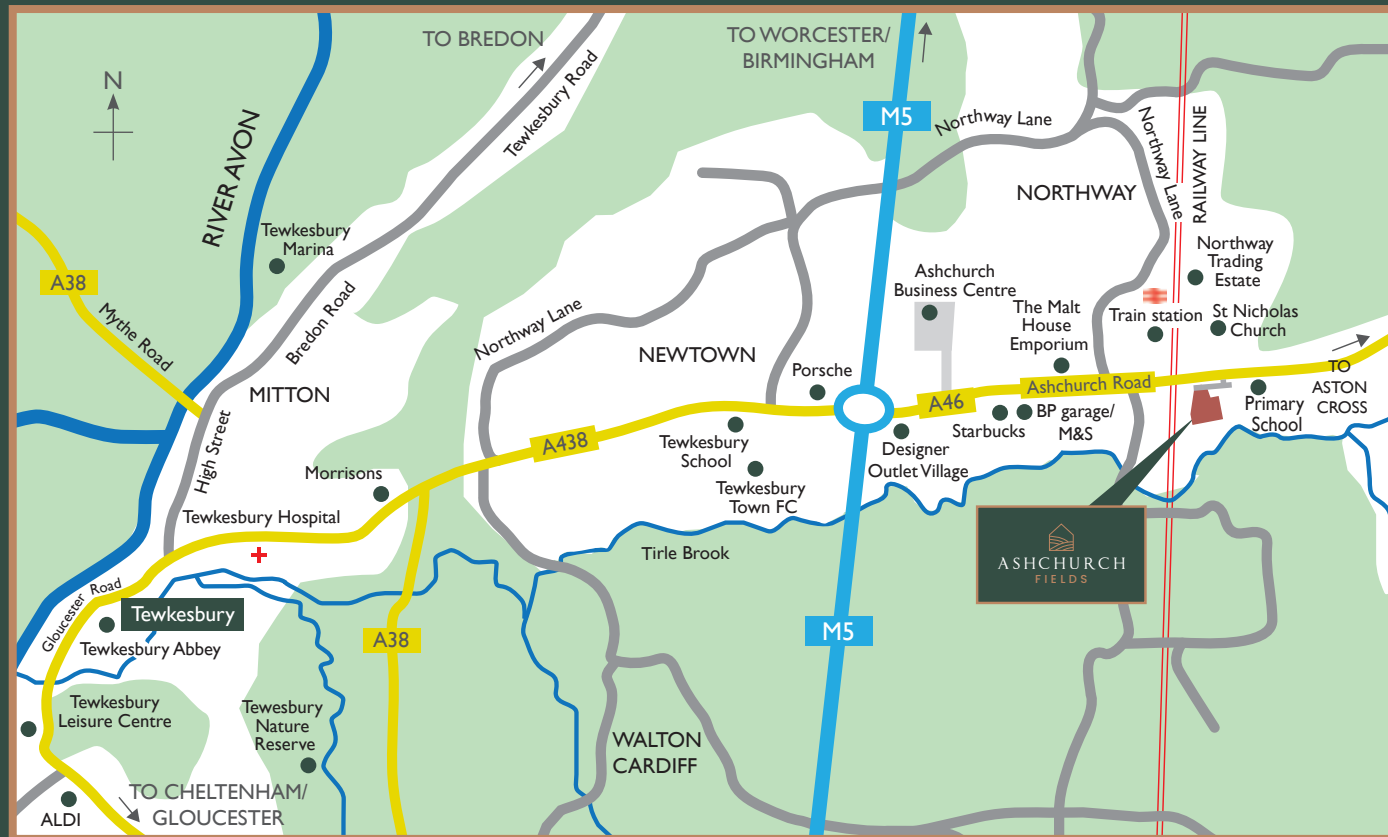 TO BREDON
TO WORCESTER/
BIRMINGHAM
N
Tewkesbury Road
M5
Northway Lane
Northway Lane
RAILWAY LINE
RIVER AVON
NORTHWAY
Tewkesbury
Marina
A38
Mythe Road
Bredon Road
Northway
Trading
Estate
Ashchurch
Business Centre
The Malt
House
Emporium
Train station
St Nicholas
Church
Northway Lane
NEWTOWN
MITTON
Porsche
TO
ASTON
CROSS
Ashchurch Road
A46
Primary
School
Starbucks
BP garage/
M&S
High Street
A438
Tewkesbury
School
Designer
Outlet Village
Morrisons
Tewkesbury
Town FC
Tewkesbury Hospital
Tirle Brook
ASHCHURCH
FIELDS
Gloucester Road
Tewkesbury
Tewkesbury Abbey
A38
M5
Tewkesbury
Leisure Centre
Tewesbury
Nature
Reserve
WALTON
CARDIFF
TO CHELTENHAM/
GLOUCESTER
ALDI